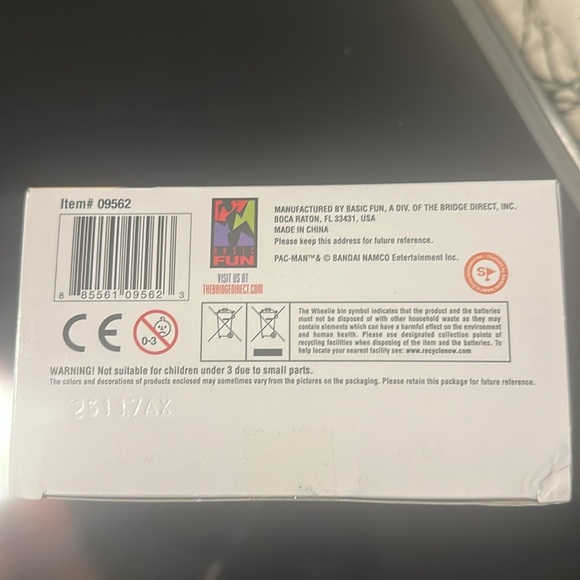 Item# 09562
8 85561 09562 3
BASIC
FUN
VISIT US AT
THEBRIDGEDIRECT.COM
MANUFACTURED BY BASIC FUN, A DIV. OF THE BRIDGE DIRECT, INC.
BOCA RATON, FL 33431, USA
MADE IN CHINA
Please keep this address for future reference.
PAC-MAN™& © BANDAI NAMCO Entertainment Inc.
S
CE
0-3
The Wheelie bin symbol indicates that the product and the batteries
must not be disposed of with other household waste as they may
contain elements which can have a harmful effect on the environment
and human health. Please use designated collection points of
recycling facilities when disposing of the item and the batteries. To
help locate your nearest facility see: www.recyclenow.com
WARNING! Not suitable for children under 3 due to small parts.
The colors and decorations of products enclosed may sometimes vary from the pictures on the packaging. Please retain this package for future reference.